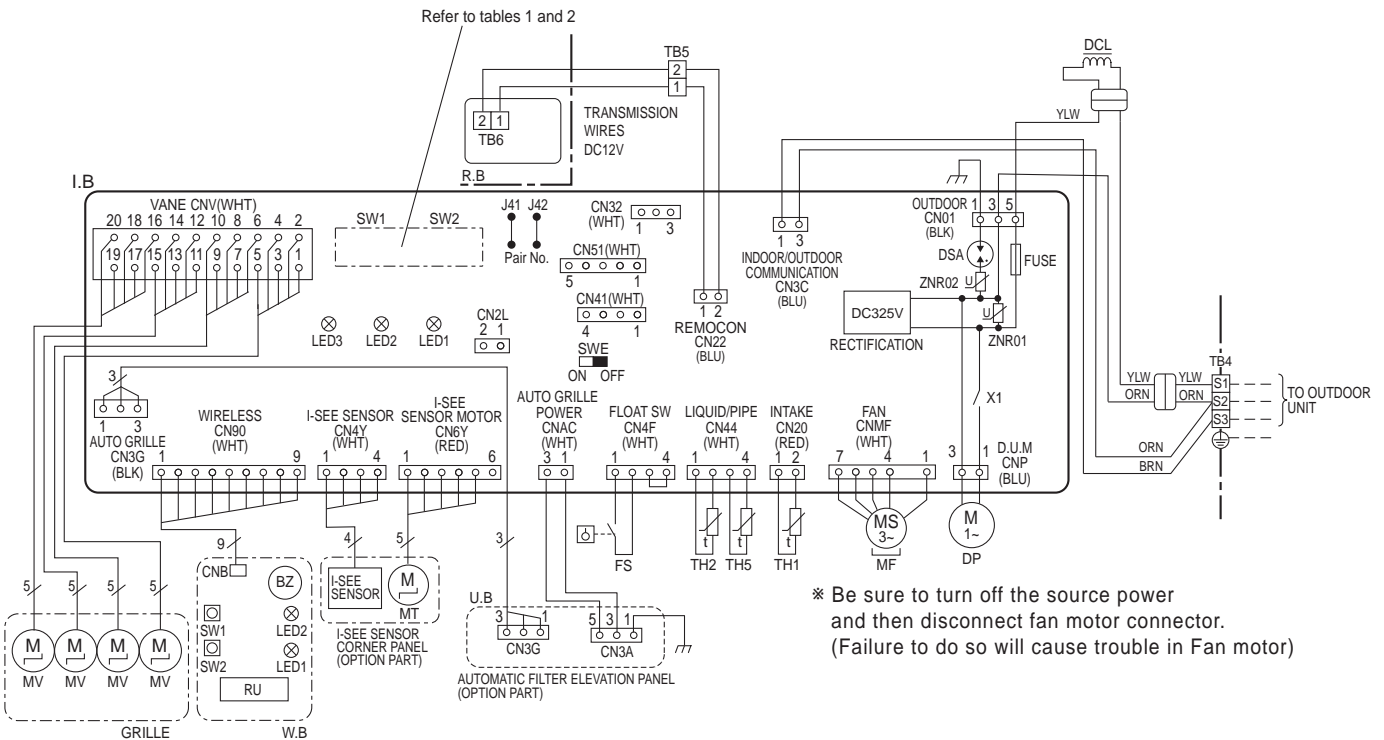 Refer to tables 1 and 2
DCL
TB5
2
1
YLW
2 1
TB6
TRANSMISSION
WIRES
DC12V
R.B
I.B
VANE CNV(WHT)
20 18 16 14 12 10 8 6 4 2
19 17 15 13 11 9 7 5 3 1
SW1 SW2
J41 J42
Pair No.
CN32
(WHT)
1 3
CN51(WHT)
5 1
CN41(WHT)
4 1
SWE
ON OFF
LED3 LED2 LED1
CN2L
2 1
1 2
REMOCON
CN22
(BLU)
1 3
INDOOR/OUTDOOR
COMMUNICATION
CN3C
(BLU)
OUTDOOR 1 3 5
CN01
(BLK)
DSA
FUSE
ZNR02 U
U
ZNR01
DC325V
RECTIFICATION
X1
TB4
YLW YLW S1
ORN ORN S2
S3
TO OUTDOOR
UNIT
ORN
BRN
3
1 3
AUTO GRILLE
CN3G
(BLK)
WIRELESS
CN90
(WHT)
1 9
I-SEE SENSOR
CN4Y
(WHT)
1 4
I-SEE
SENSOR MOTOR
CN6Y
(RED)
1 6
AUTO GRILLE
POWER
CNAC
(WHT)
3 1
FLOAT SW
CN4F
(WHT)
1 4
LIQUID/PIPE
CN44
(WHT)
1 4
INTAKE
CN20
(RED)
1 2
FAN
CNMF
(WHT)
7 4 1
3 1
D.U.M
CNP
(BLU)
9
4
5
3
FS
t t t
TH2 TH5 TH1
MS
3~
MF
M
1~
DP
5 5 5 5
M M M M
MV MV MV MV
GRILLE
CNB
BZ
SW1
SW2
LED2
LED1
RU
W.B
I-SEE
SENSOR
M
MT
I-SEE SENSOR
CORNER PANEL
(OPTION PART)
U.B
3 1
CN3G
5 3 1
CN3A
AUTOMATIC FILTER ELEVATION PANEL
(OPTION PART)
※ Be sure to turn off the source power
and then disconnect fan motor connector.
(Failure to do so will cause trouble in Fan motor)